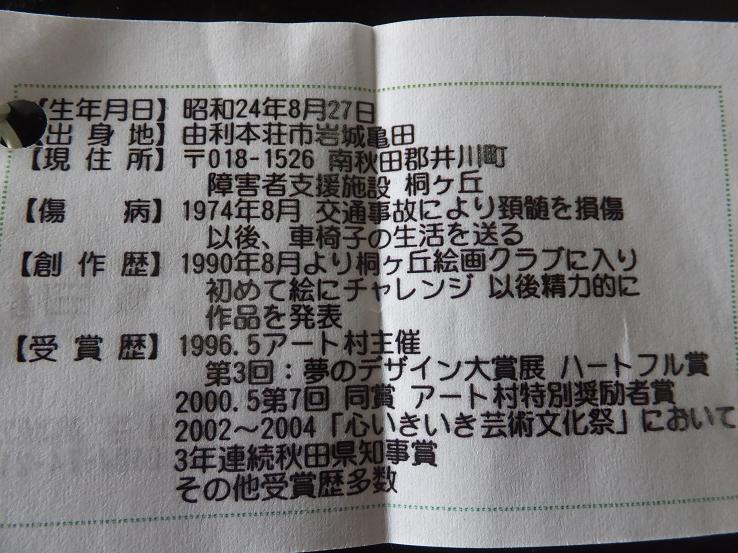 【生年月日】昭和24年8月27日
【出身地】由利本荘市岩城亀田
【現住所】〒018-1526 南秋田郡井川町
障害者支援施設 桐ヶ丘
【傷病】1974年8月 交通事故により頚髄を損傷
以後、車椅子の生活を送る
【創作歴】1990年8月より桐ヶ丘絵画クラブに入り
初めて絵にチャレンジ 以後精力的に
作品を発表
【受賞歴】1996.5アート村主催
第3回:夢のデザイン大賞展 ハートフル賞
2000.5第7回 同賞 アート村特別奨励者賞
2002~2004「心いきいき芸術文化祭」において
3年連続秋田県知事賞
その他受賞歴多数